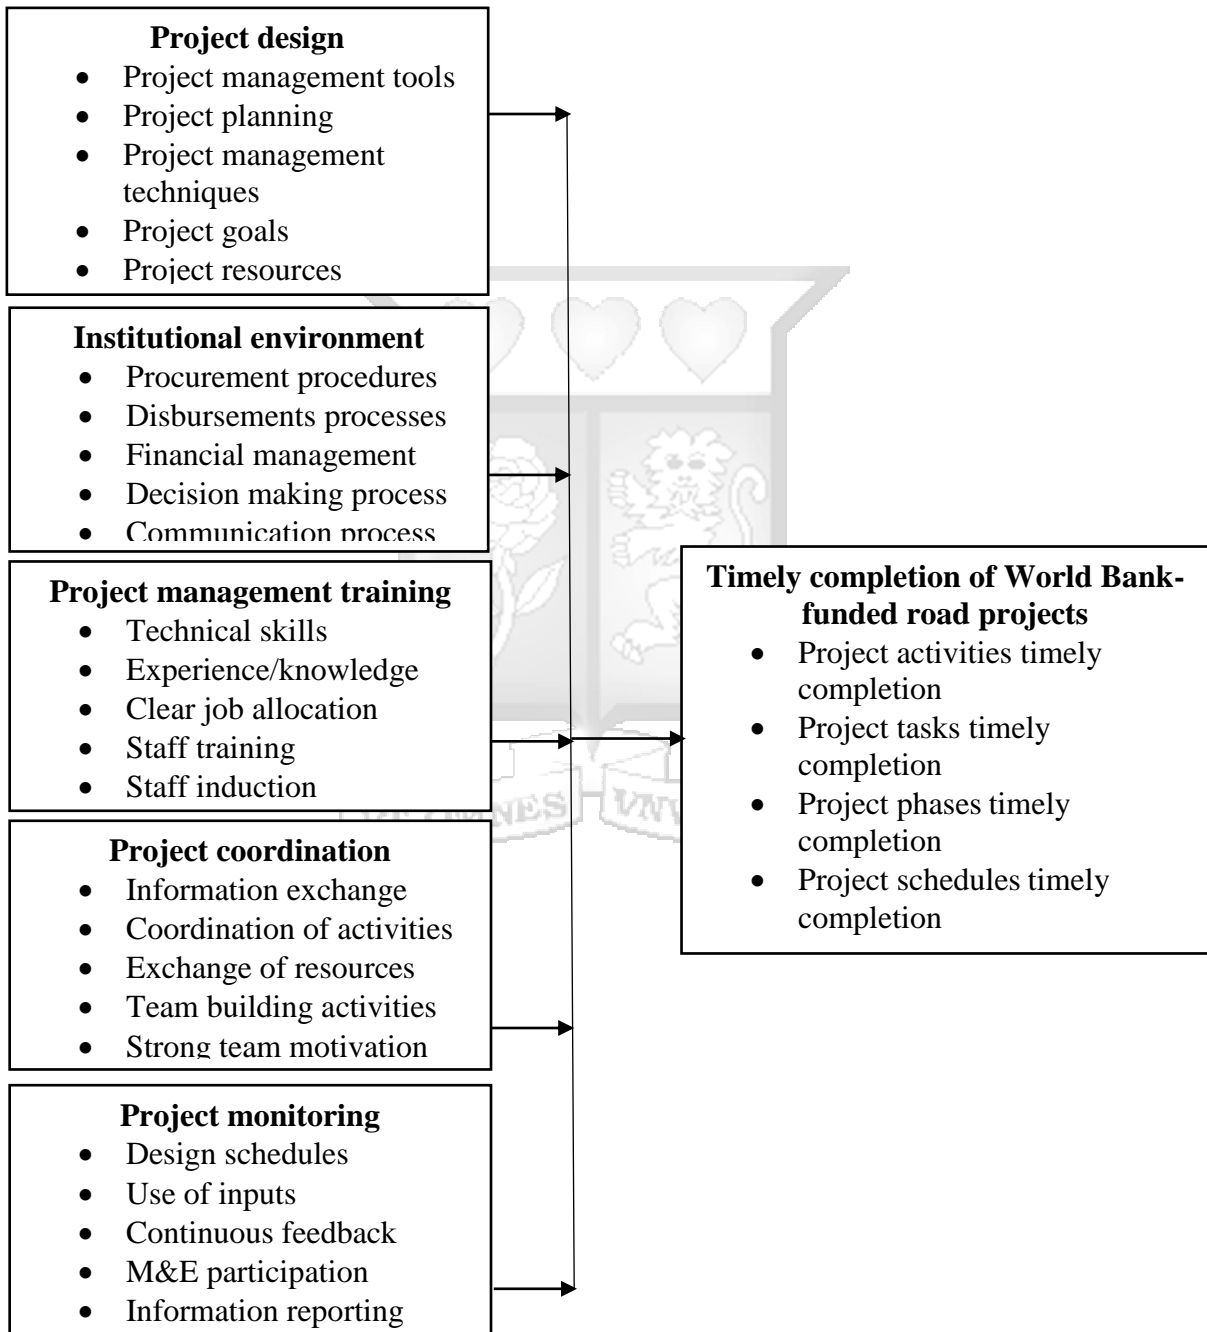 Project design
• Project management tools
• Project planning
• Project management
techniques
• Project goals
• Project resources
Institutional environment
• Procurement procedures
• Disbursements processes
• Financial management
• Decision making process
• Communication process
Project management training
• Technical skills
• Experience/knowledge
• Clear job allocation
• Staff training
• Staff induction
Project coordination
• Information exchange
• Coordination of activities
• Exchange of resources
• Team building activities
• Strong team motivation
Project monitoring
• Design schedules
• Use of inputs
• Continuous feedback
• M&E participation
• Information reporting
Timely completion of World Bank-
funded road projects
• Project activities timely
completion
• Project tasks timely
completion
• Project phases timely
completion
• Project schedules timely
completion